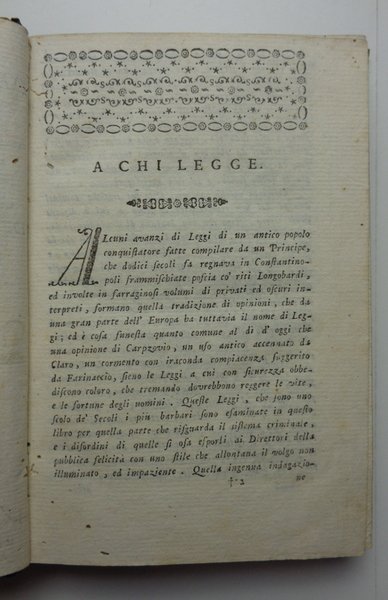 A CHI LEGGE.
ALcuni avanzi di Leggi di un antico popolo
conquistatore fatte compilare da un Principe,
che dodici secoli fa regnava in Constantino-
poli frammischiate poscia co' riti Longobardi,
ed involte in farraginosi volumi di privati ed oscuri in-
terpreti, formano quella tradizione di opinioni, che da
una gran parte dell' Europa ha tuttavia il nome di Leg-
gi; ed è cosa funesta quanto comune al dì d' oggi che
una opinione di Carpzovio, un uso antico accennato da
Claro, un tormento con iraconda compiacenza suggerito
da Farinaccio, sieno le Leggi a cui con sicurezza obbe-
discono coloro, che tremando dovrebbono reggere le vite,
e le fortune degli uomini. Queste Leggi, che sono uno
scolo de' Secoli i più barbari sono esaminate in questo
libro per quella parte che risguarda il sistema criminale,
e i disordini di quelle si osa esporli ai Direttori della
pubblica felicità con uno stile che allontana il volgo non
illuminato, ed impaziente. Quella ingenua indagazio-
†·2 ne